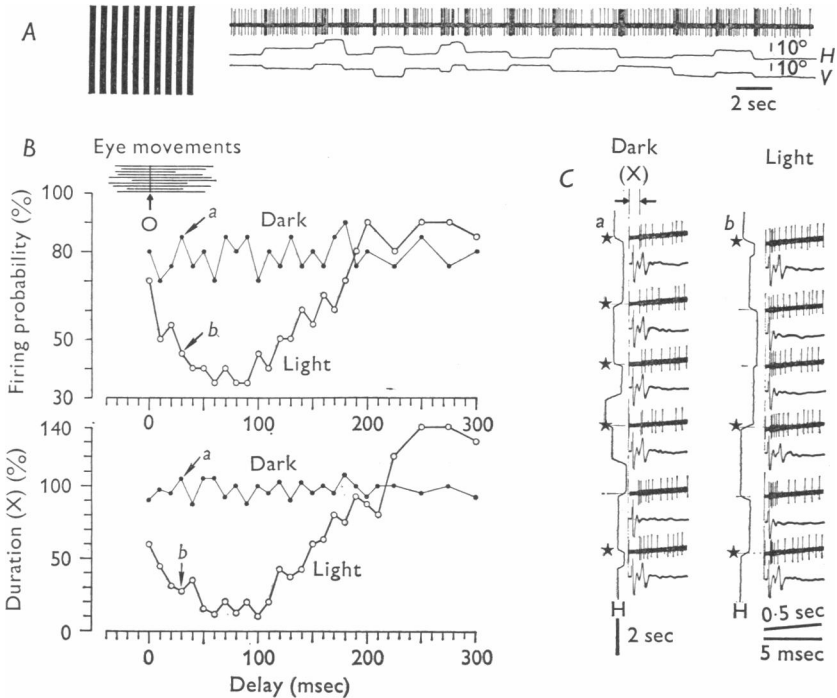 A
10°
H
10°
V
2 sec
B
Eye movements
Firing probability (%)
100
80
50
30
a
Dark
b
Light
0
100
200
300
Duration (X) (%)
140
100
50
0
a
Dark
b
Light
0
100
200
300
Delay (msec)
C
Dark
(X)
Light
a
b
H
H
2 sec
0·5 sec
5 msec